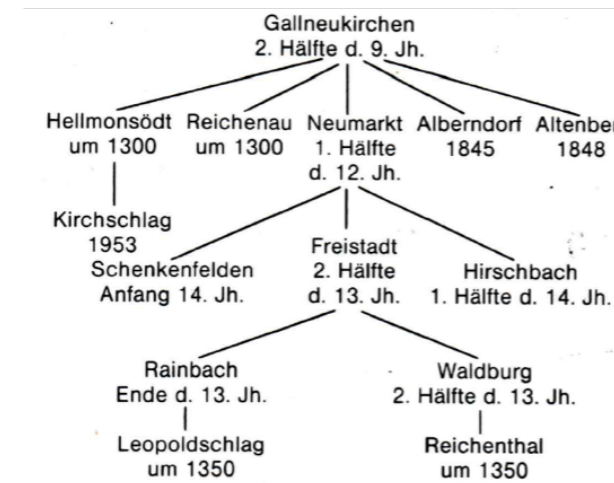 Gallneukirchen
2. Hälfte d. 9. Jh.
Hellmonsödt Reichenau Neumarkt Alberndorf Altenber
um 1300 um 1300 1. Hälfte 1845 1848
d. 12. Jh.
Kirchschlag
1953
Freistadt
Schenkenfelden 2. Hälfte Hirschbach
Anfang 14. Jh. d. 13. Jh. 1. Hälfte d. 14. Jh.
Rainbach Waldburg
Ende d. 13. Jh. 2. Hälfte d. 13. Jh.
Leopoldschlag Reichenthal
um 1350 um 1350